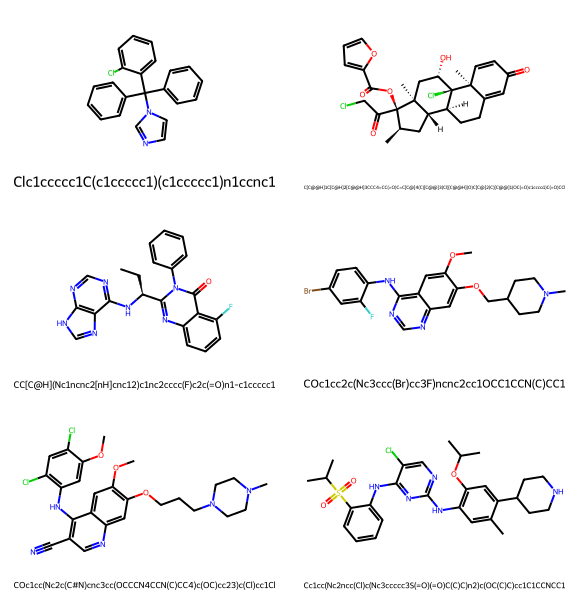 Clc1ccccc1C(c1ccccc1)(c1ccccc1)n1ccnc1
CC[C@H](Nc1ncnc2[nH]cnc12)c1nc2cccc(F)c2c(=O)n1-c1ccccc1
COc1cc2c(Nc3ccc(Br)cc3F)ncnc2cc1OCC1CCN(C)CC1
COc1cc(Nc2c(C#N)cnc3cc(OCCCN4CCN(C)CC4)c(OC)cc23)c(Cl)cc1Cl
Cc1cc(Nc2ncc(Cl)c(Nc3ccccc3S(=O)(=O)C(C)C)n2)c(OC(C)C)cc1C1CCNCC1